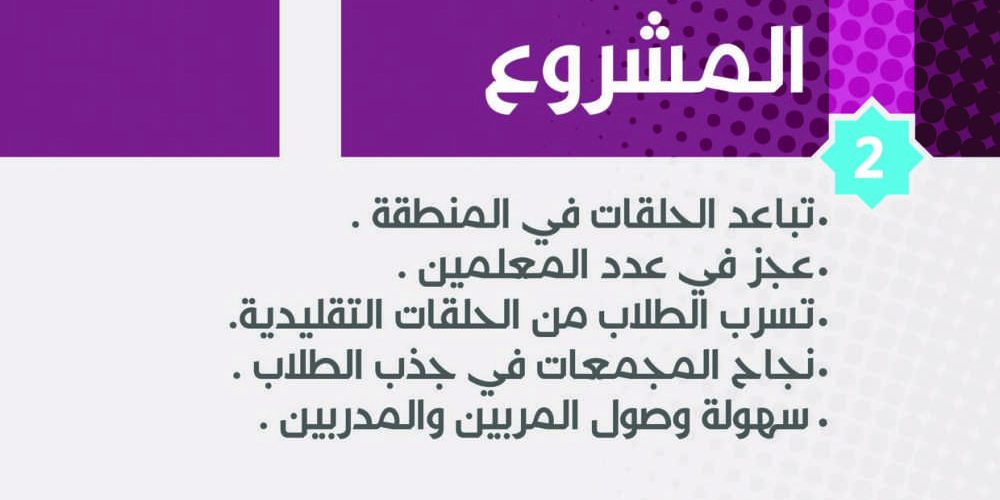 المشروع
2
•تباعد الحلقات في المنطقة .
•عجز في عدد المعلمين .
•تسرب الطلاب من الحلقات التقليدية.
•نجاح المجمعات في جذب الطلاب .
• سهولة وصول المربين والمدربين .